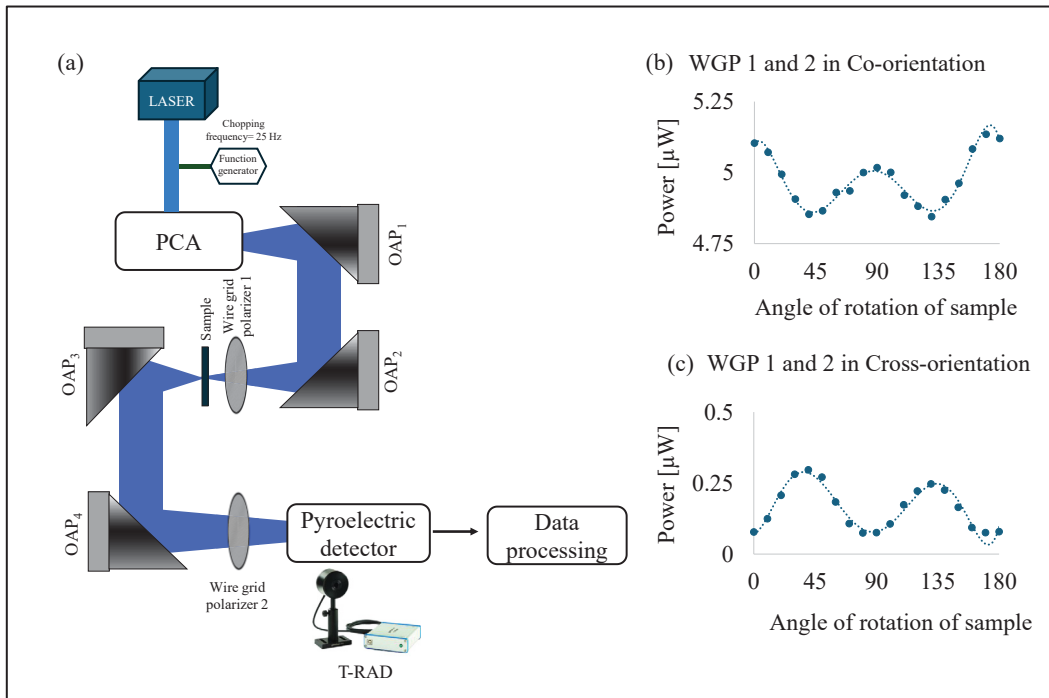 (a)
LASER
Chopping
frequency= 25 Hz
Function
generator
PCA
OAP1
Wire grid
polarizer 1
Sample
OAP2
OAP3
OAP4
Wire grid
polarizer 2
Pyroelectric
detector
Data
processing
T-RAD
(b) WGP 1 and 2 in Co-orientation
Power [µW]
5.25
5
4.75
0 45 90 135 180
Angle of rotation of sample
(c) WGP 1 and 2 in Cross-orientation
Power [µW]
0.5
0.25
0
0 45 90 135 180
Angle of rotation of sample